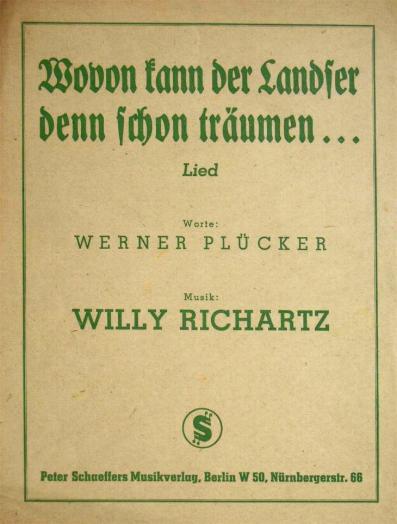 Wovon kann der Landser
denn schon träumen...
Lied
Worte:
WERNER PLÜCKER
Musik:
WILLY RICHARTZ
S
Peter Schaeffers Musikverlag, Berlin W 50, Nürnbergerstr. 66